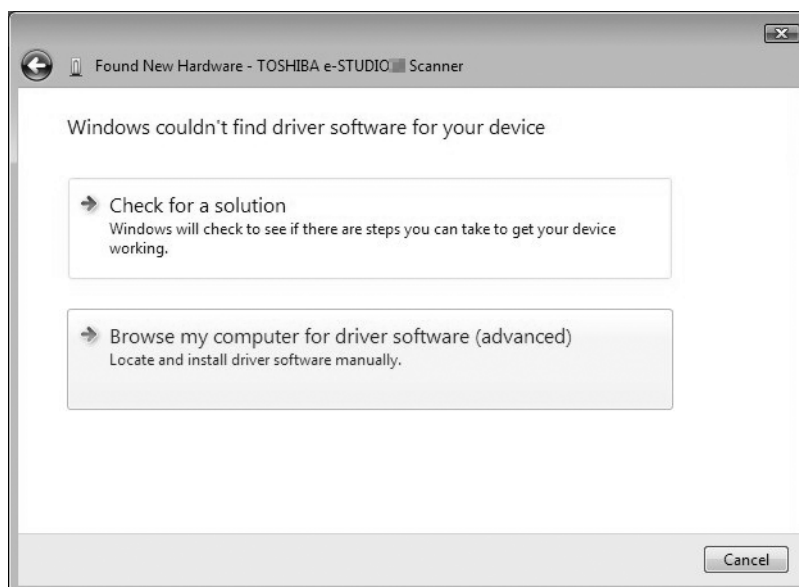 Found New Hardware - TOSHIBA e-STUDIO Scanner
Windows couldn't find driver software for your device
Check for a solution
Windows will check to see if there are steps you can take to get your device
working.
Browse my computer for driver software (advanced)
Locate and install driver software manually.
Cancel